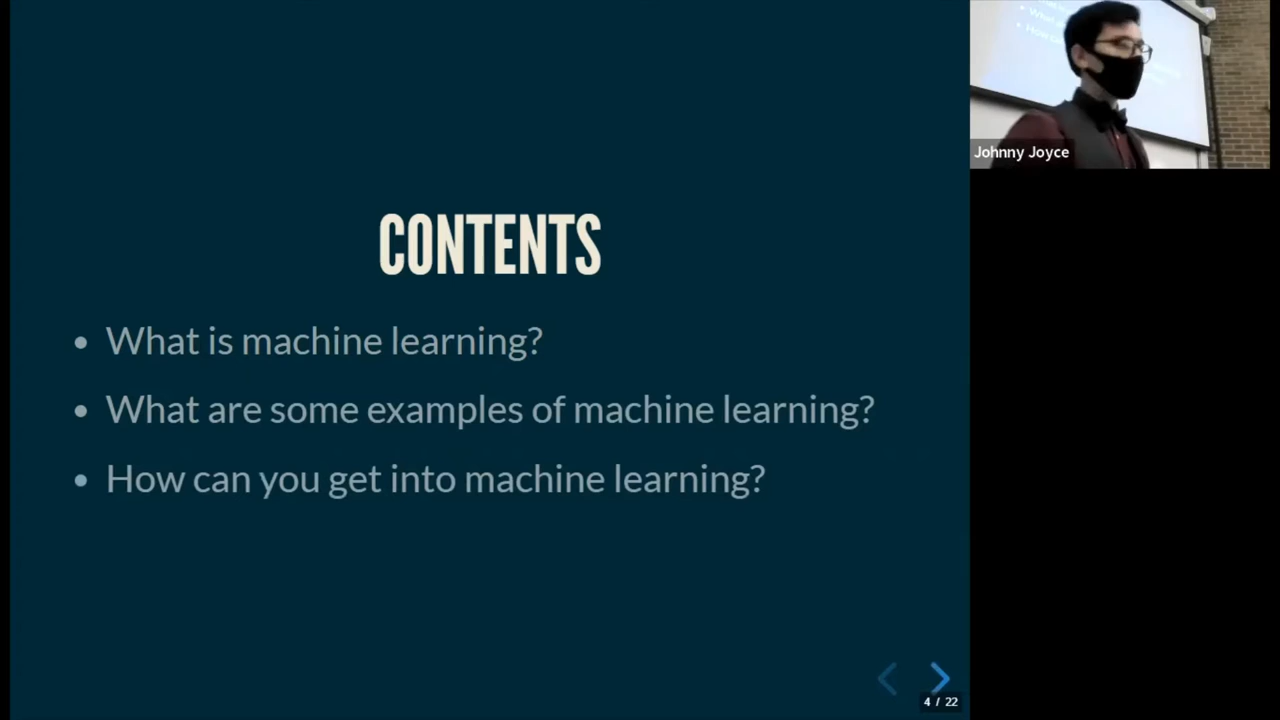 CONTENTS
• What is machine learning?
• What are some examples of machine learning?
• How can you get into machine learning?
Johnny Joyce
4 / 22